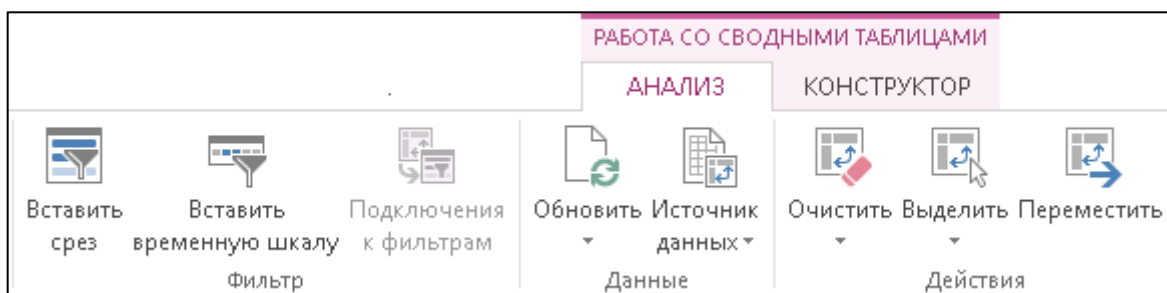 РАБОТА СО СВОДНЫМИ ТАБЛИЦАМИ
АНАЛИЗ КОНСТРУКТОР
Вставить срез
Вставить временную шкалу
Подключения к фильтрам
Обновить
Источник данных
Очистить
Выделить
Переместить
Фильтр
Данные
Действия